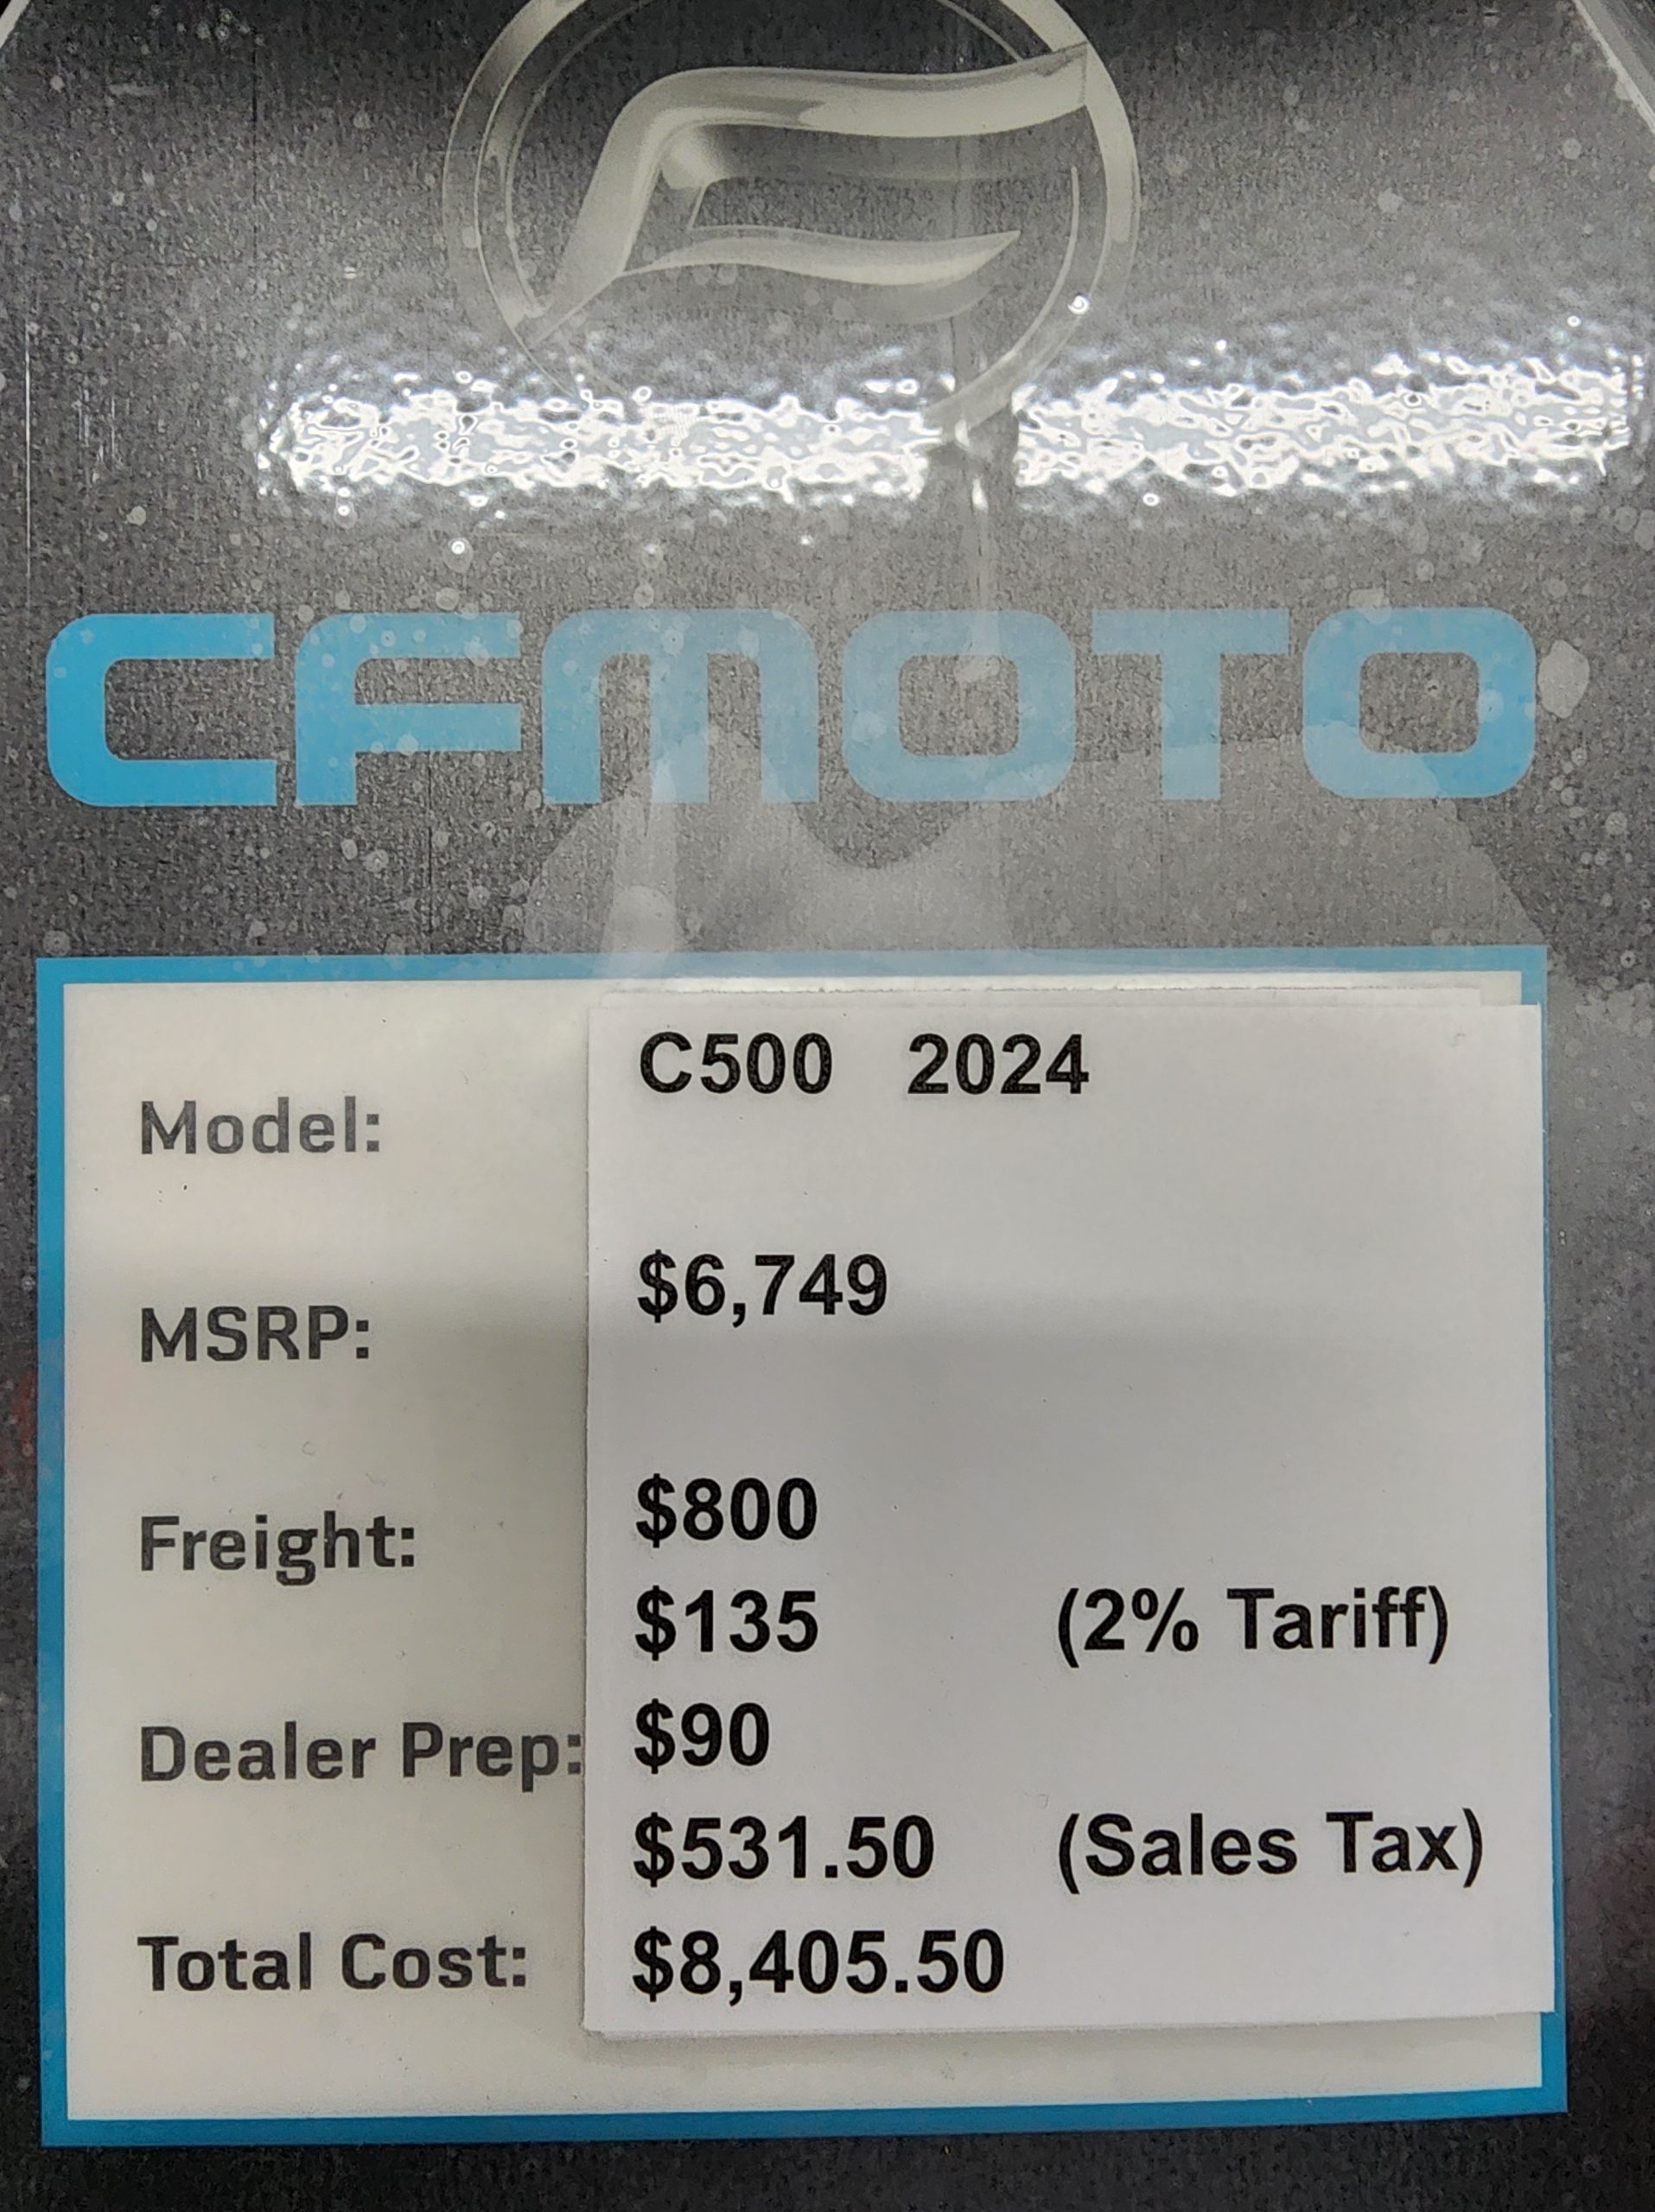 CFMOTO
Model: C500 2024
MSRP: $6,749
Freight: $800
$135 (2% Tariff)
Dealer Prep: $90
$531.50 (Sales Tax)
Total Cost: $8,405.50